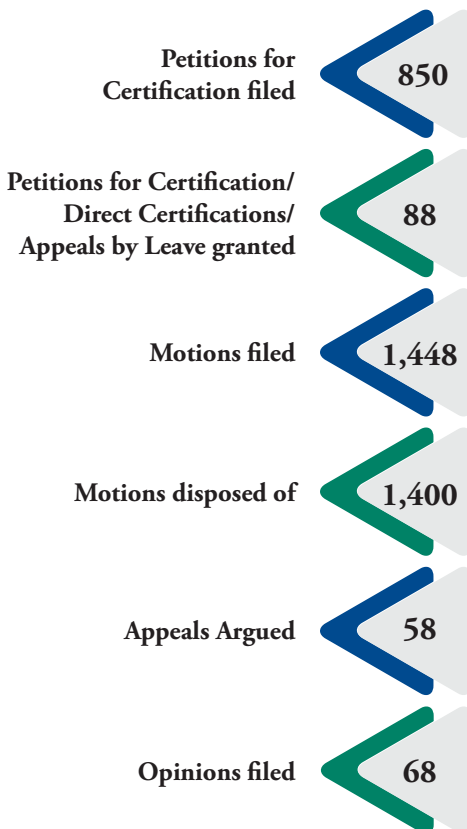 Petitions for
Certification filed
850
Petitions for Certification/
Direct Certifications/
Appeals by Leave granted
88
Motions filed
1,448
Motions disposed of
1,400
Appeals Argued
58
Opinions filed
68